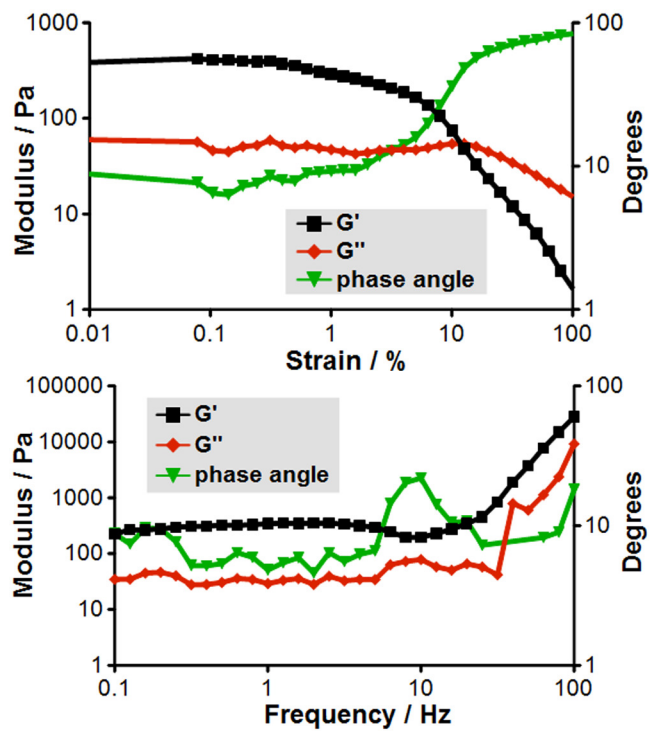 Modulus / Pa
1000
100
10
1
0.01
0.1
1
10
100
Strain / %
100
10
1
Degrees
G'
G''
phase angle
Modulus / Pa
100000
10000
1000
100
10
1
0.1
1
10
100
Frequency / Hz
100
10
1
Degrees
G'
G''
phase angle